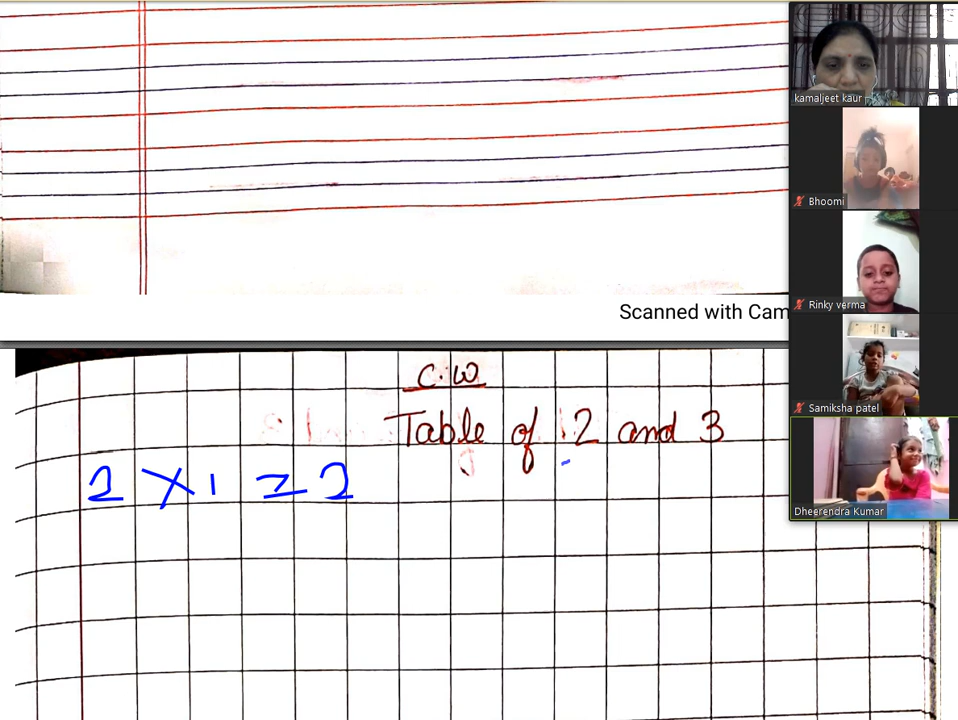 Scanned with Cam
C.W
Table of 2 and 3
2 X 1 = 2
kamaljeet kaur
Bhoomi
Rinky verma
Samiksha patel
Dheerendra Kumar